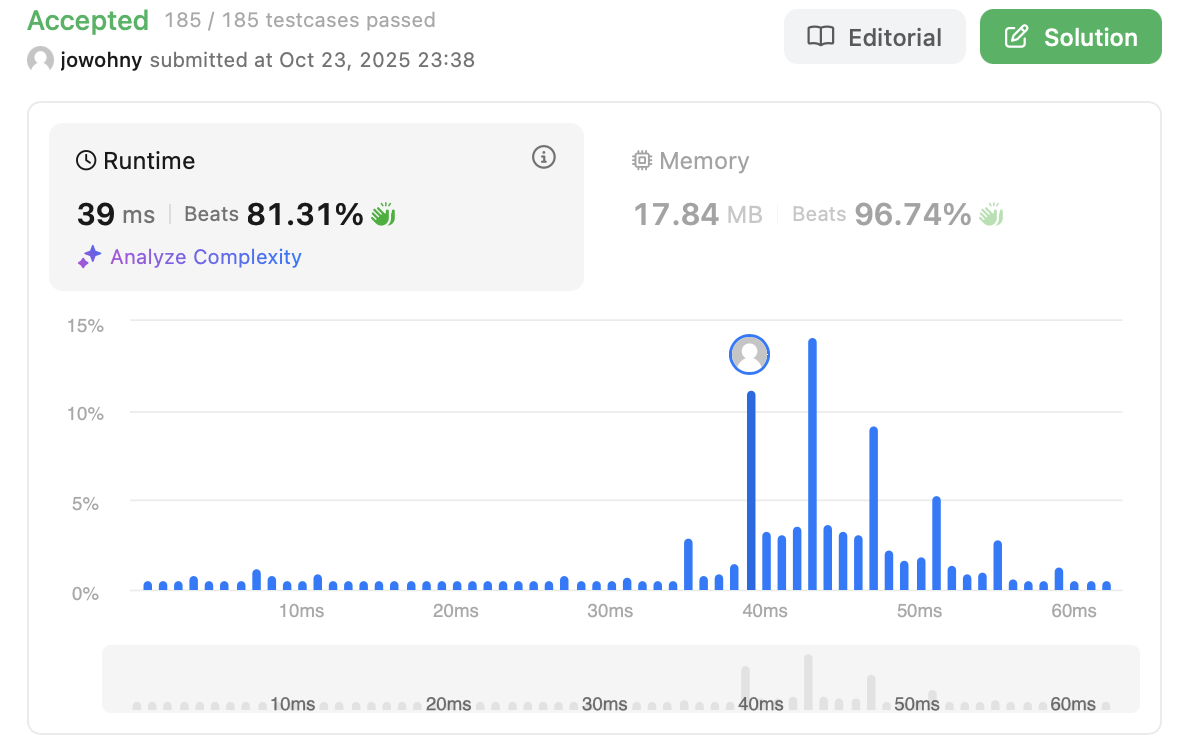 Accepted 185 / 185 testcases passed
Editorial
Solution
jowohny submitted at Oct 23, 2025 23:38
Runtime
39 ms Beats 81.31%
Analyze Complexity
Memory
17.84 MB Beats 96.74%
15%
10%
5%
0%
10ms 20ms 30ms 40ms 50ms 60ms
10ms 20ms 30ms 40ms 50ms 60ms